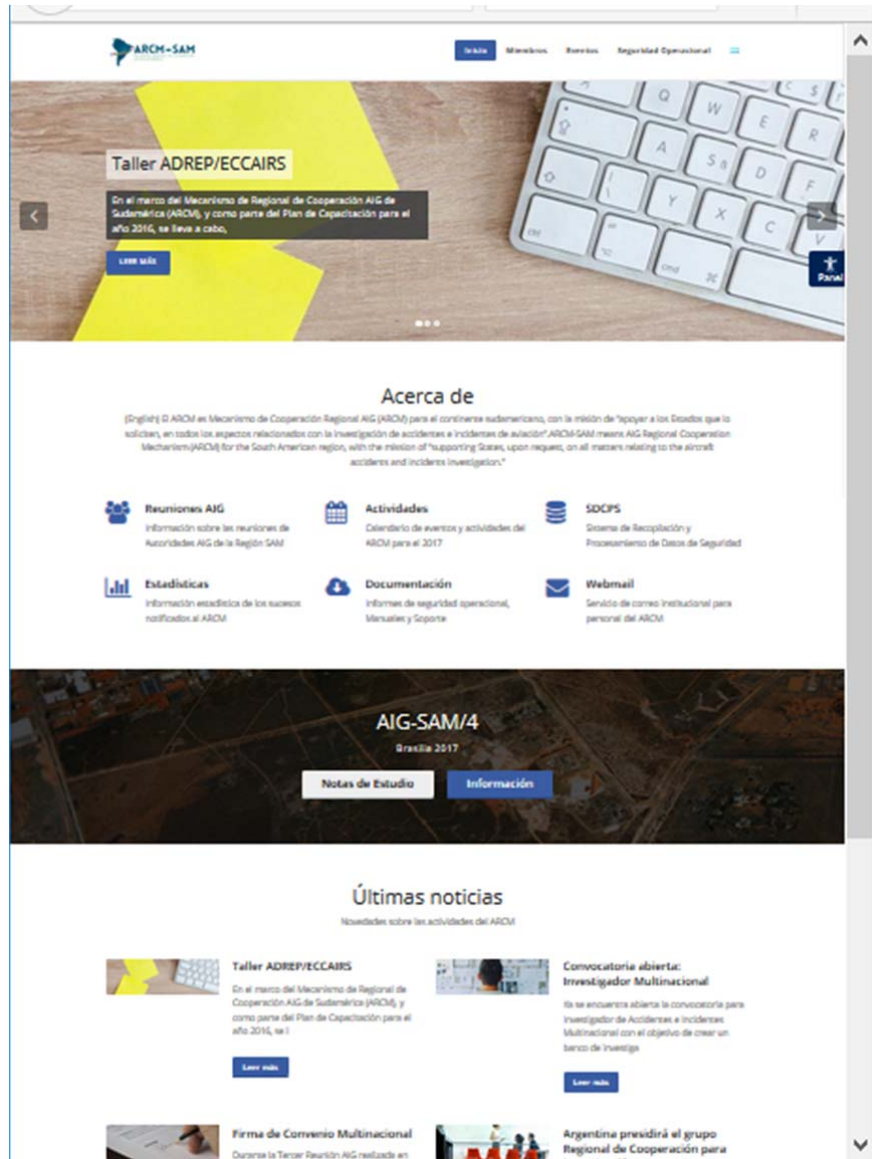 ARCM-SAM
Inicio Miembros Eventos Seguridad Operacional
Taller ADREP/ECCAIRS
En el marco del Mecanismo de Regional de Cooperación AIG de
Sudamérica (ARCM), y como parte del Plan de Capacitación para el
año 2016, se lleva a cabo,
LEER MÁS
Panel
Acerca de
(English) El ARCM es Mecanismo de Cooperación Regional AIG (ARCM) para el continente sudamericano, con la misión de "apoyar a los Estados que lo
soliciten, en todos los aspectos relacionados con la investigación de accidentes e incidentes de aviación".ARCM-SAM means AIG Regional Cooperation
Mechanism(ARCM) for the South American region, with the mission of "supporting States, upon request, on all matters relating to the aircraft
accidents and incidents investigation."
Reuniones AIG
Información sobre las reuniones de
Autoridades AIG de la Región SAM
Actividades
Calendario de eventos y actividades del
ARCM para el 2017
SDCPS
Sistema de Recopilación y
Procesamiento de Datos de Seguridad
Estadísticas
Información estadística de los sucesos
notificados al ARCM
Documentación
Informes de seguridad operacional,
Manuales y Soporte
Webmail
Servicio de correo institucional para
personal del ARCM
AIG-SAM/4
Brasilia 2017
Notas de Estudio Información
Últimas noticias
Novedades sobre las actividades del ARCM
Taller ADREP/ECCAIRS
En el marco del Mecanismo de Regional de
Cooperación AIG de Sudamérica (ARCM), y
como parte del Plan de Capacitación para el
año 2016, se l
Leer más
Convocatoria abierta:
Investigador Multinacional
Ya se encuentra abierta la convocatoria para
Investigador de Accidentes e Incidentes
Multinacional con el objetivo de crear un
banco de investiga
Leer más
Firma de Convenio Multinacional
Durante la Tercer Reunión AIG realizada en
Argentina presidirá el grupo
Regional de Cooperación para